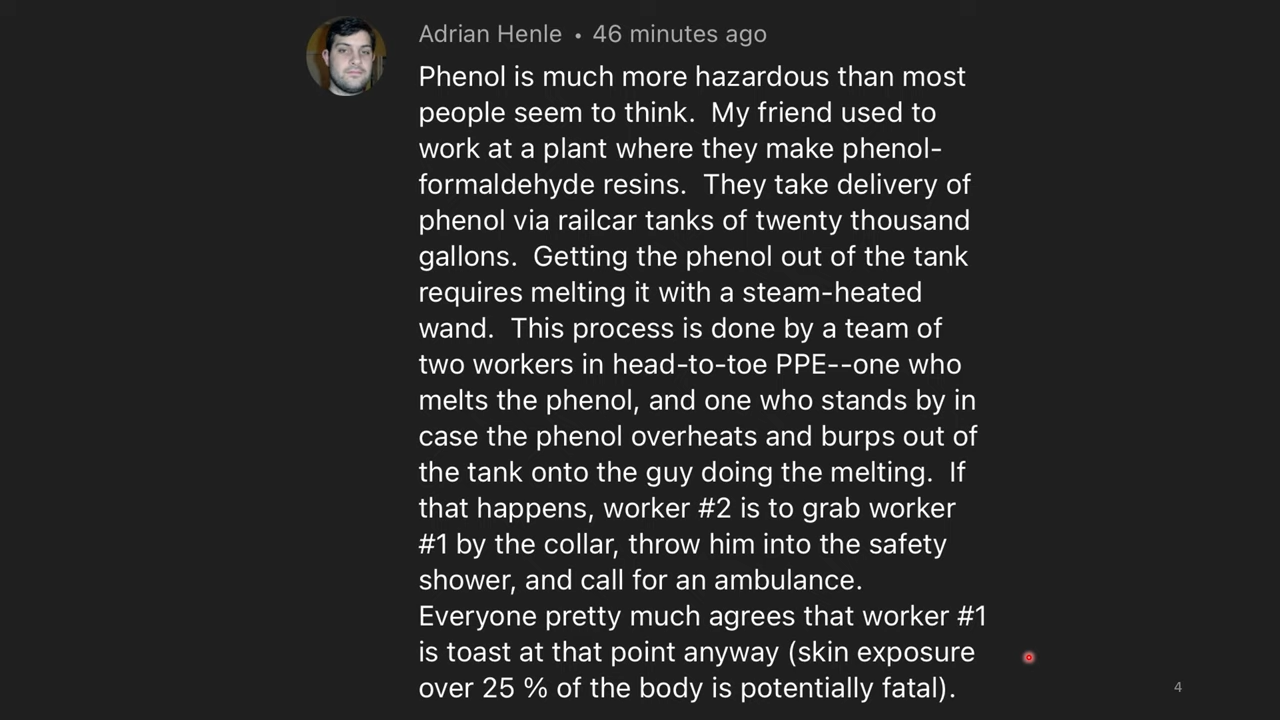 Adrian Henle • 46 minutes ago
Phenol is much more hazardous than most
people seem to think.  My friend used to
work at a plant where they make phenol-
formaldehyde resins.  They take delivery of
phenol via railcar tanks of twenty thousand
gallons.  Getting the phenol out of the tank
requires melting it with a steam-heated
wand.  This process is done by a team of
two workers in head-to-toe PPE--one who
melts the phenol, and one who stands by in
case the phenol overheats and burps out of
the tank onto the guy doing the melting.  If
that happens, worker #2 is to grab worker
#1 by the collar, throw him into the safety
shower, and call for an ambulance.
Everyone pretty much agrees that worker #1
is toast at that point anyway (skin exposure
over 25 % of the body is potentially fatal).
4